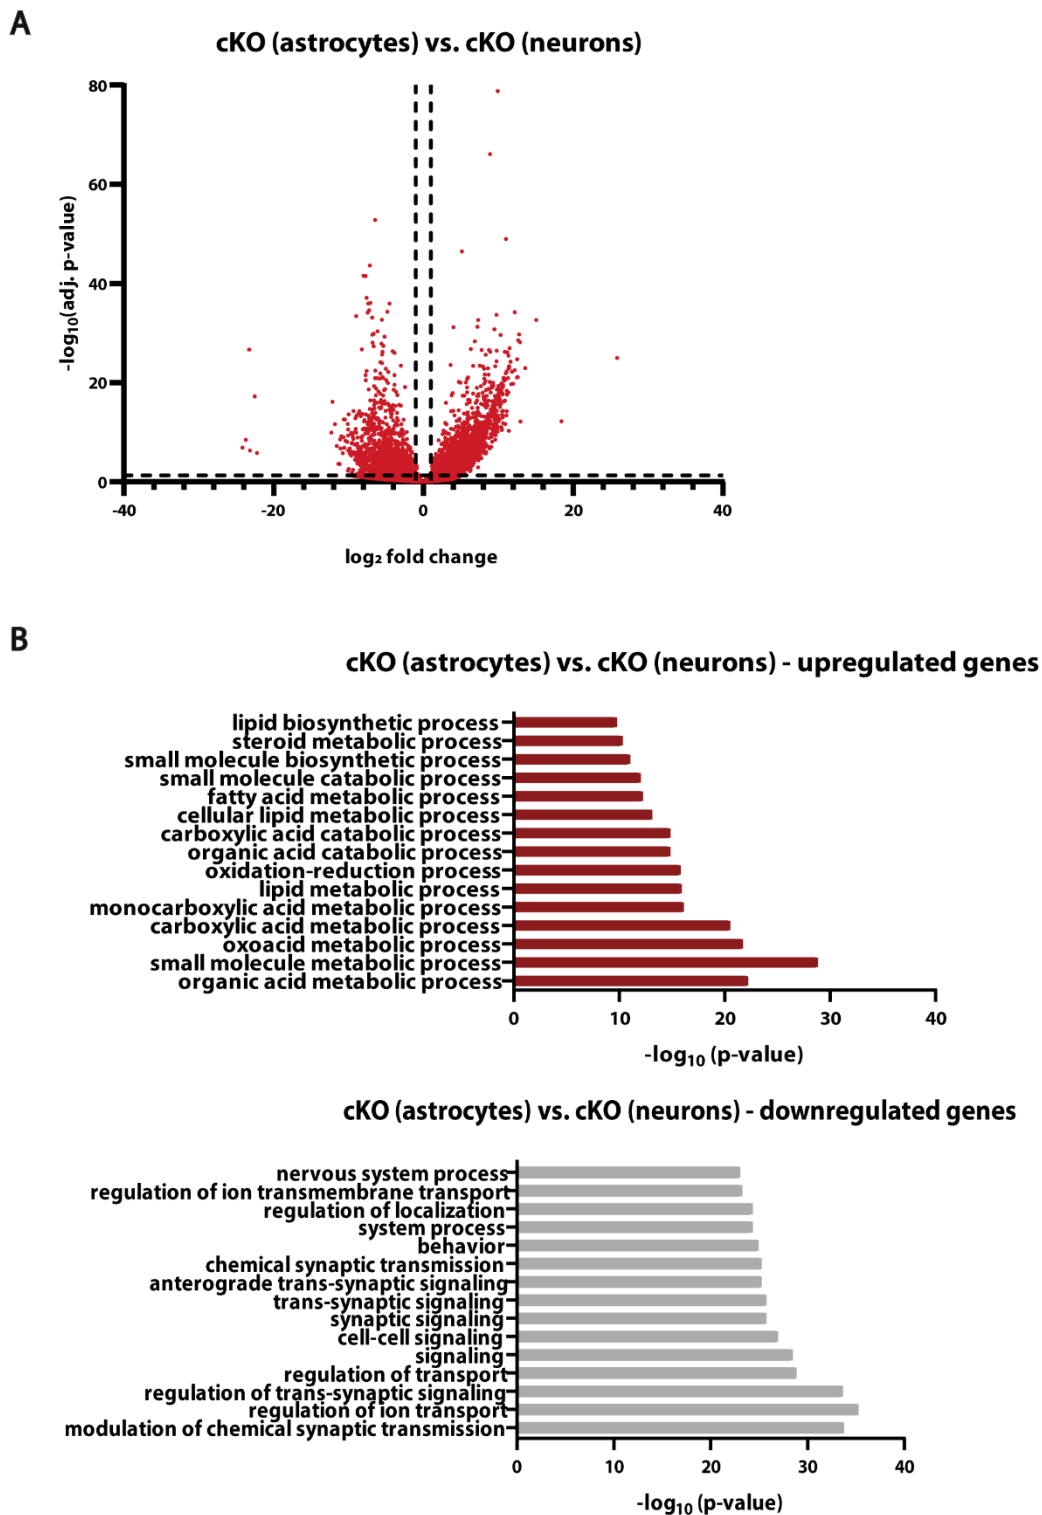 A
cKO (astrocytes) vs. cKO (neurons)
80
60
40
20
0
-log₁₀(adj. p-value)
-40
-20
0
20
40
log₂ fold change
B
cKO (astrocytes) vs. cKO (neurons) - upregulated genes
lipid biosynthetic process
steroid metabolic process
small molecule biosynthetic process
small molecule catabolic process
fatty acid metabolic process
cellular lipid metabolic process
carboxylic acid catabolic process
organic acid catabolic process
oxidation-reduction process
lipid metabolic process
monocarboxylic acid metabolic process
carboxylic acid metabolic process
oxoacid metabolic process
small molecule metabolic process
organic acid metabolic process
0
10
20
30
40
-log₁₀ (p-value)
cKO (astrocytes) vs. cKO (neurons) - downregulated genes
nervous system process
regulation of ion transmembrane transport
regulation of localization
system process
behavior
chemical synaptic transmission
anterograde trans-synaptic signaling
trans-synaptic signaling
synaptic signaling
cell-cell signaling
signaling
regulation of transport
regulation of trans-synaptic signaling
regulation of ion transport
modulation of chemical synaptic transmission
0
10
20
30
40
-log₁₀ (p-value)